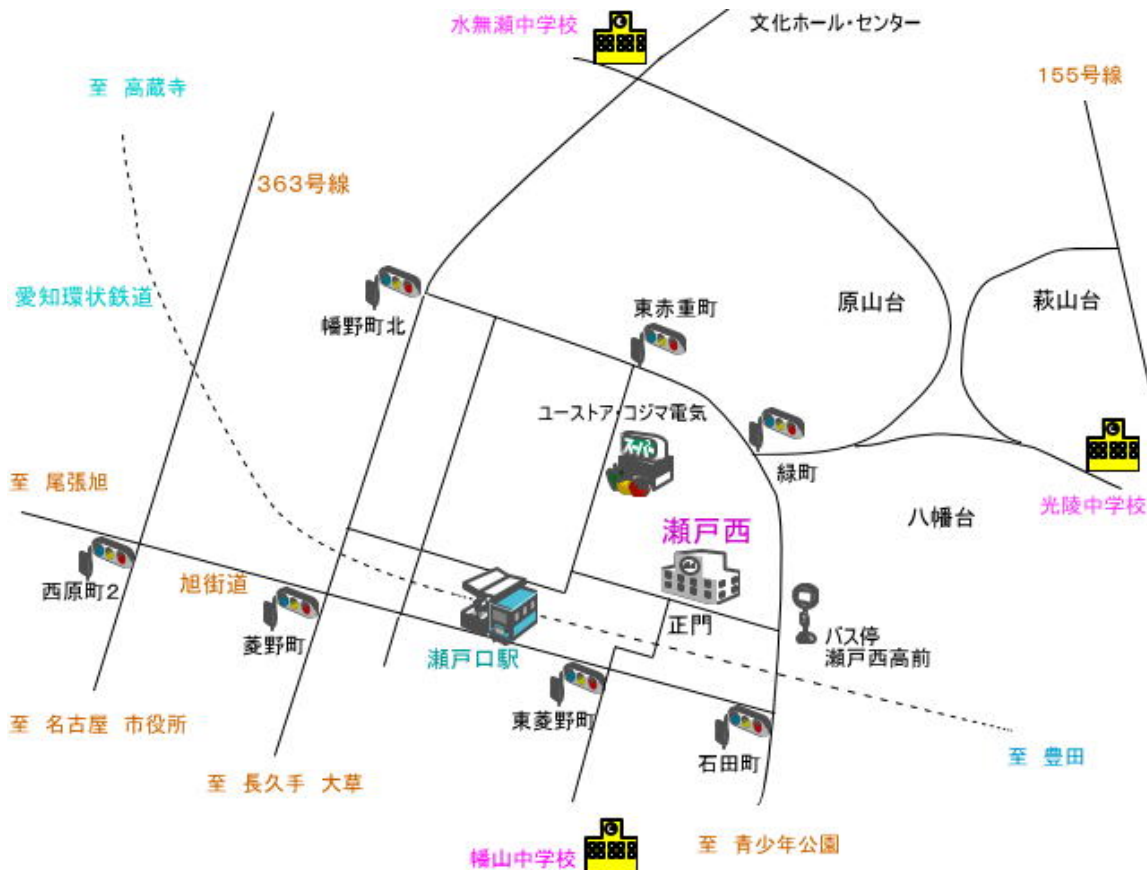 水無瀬中学校
文化ホール・センター
155号線
至 高蔵寺
363号線
愛知環状鉄道
幡野町北
東赤重町
原山台
萩山台
ユーストア・コジマ電気
スーパー
緑町
至 尾張旭
光陵中学校
八幡台
瀬戸西
西原町2
旭街道
菱野町
正門
バス停
瀬戸西高前
瀬戸口駅
東菱野町
至 名古屋 市役所
石田町
至 豊田
至 長久手 大草
幡山中学校
至 青少年公園